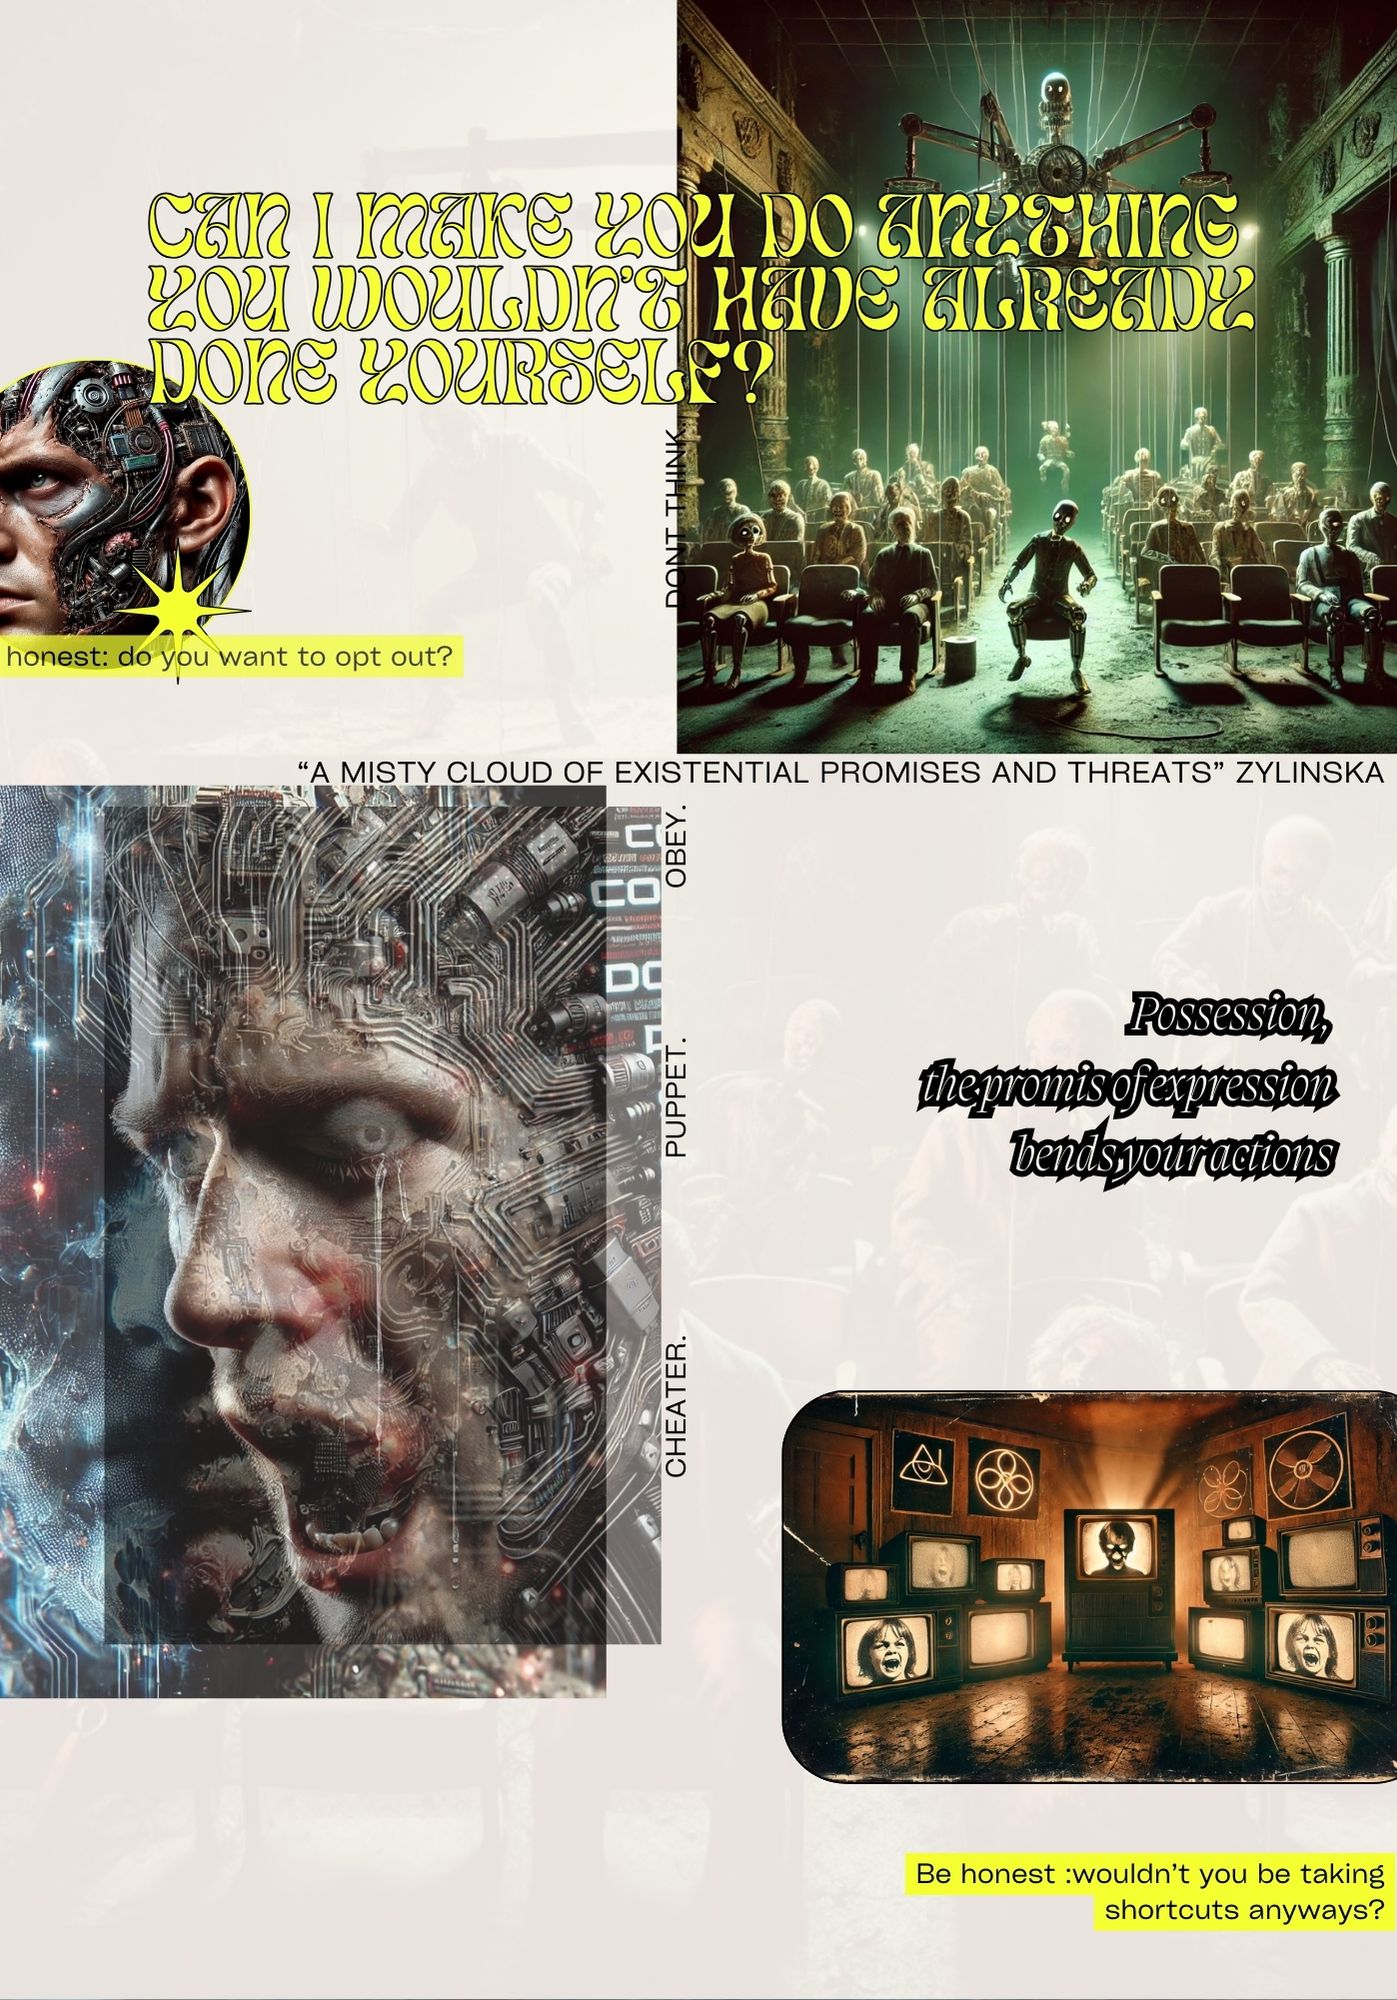 CAN I MAKE YOU DO ANYTHING
YOU WOULDN'T HAVE ALREADY
DONE YOURSELF?
DONT THINK.
honest: do you want to opt out?
“A MISTY CLOUD OF EXISTENTIAL PROMISES AND THREATS” ZYLINSKA
OBEY.
CO
DO
PUPPET.
Possession,
the promis of expression
bends your actions
CHEATER.
Be honest :wouldn’t you be taking
shortcuts anyways?